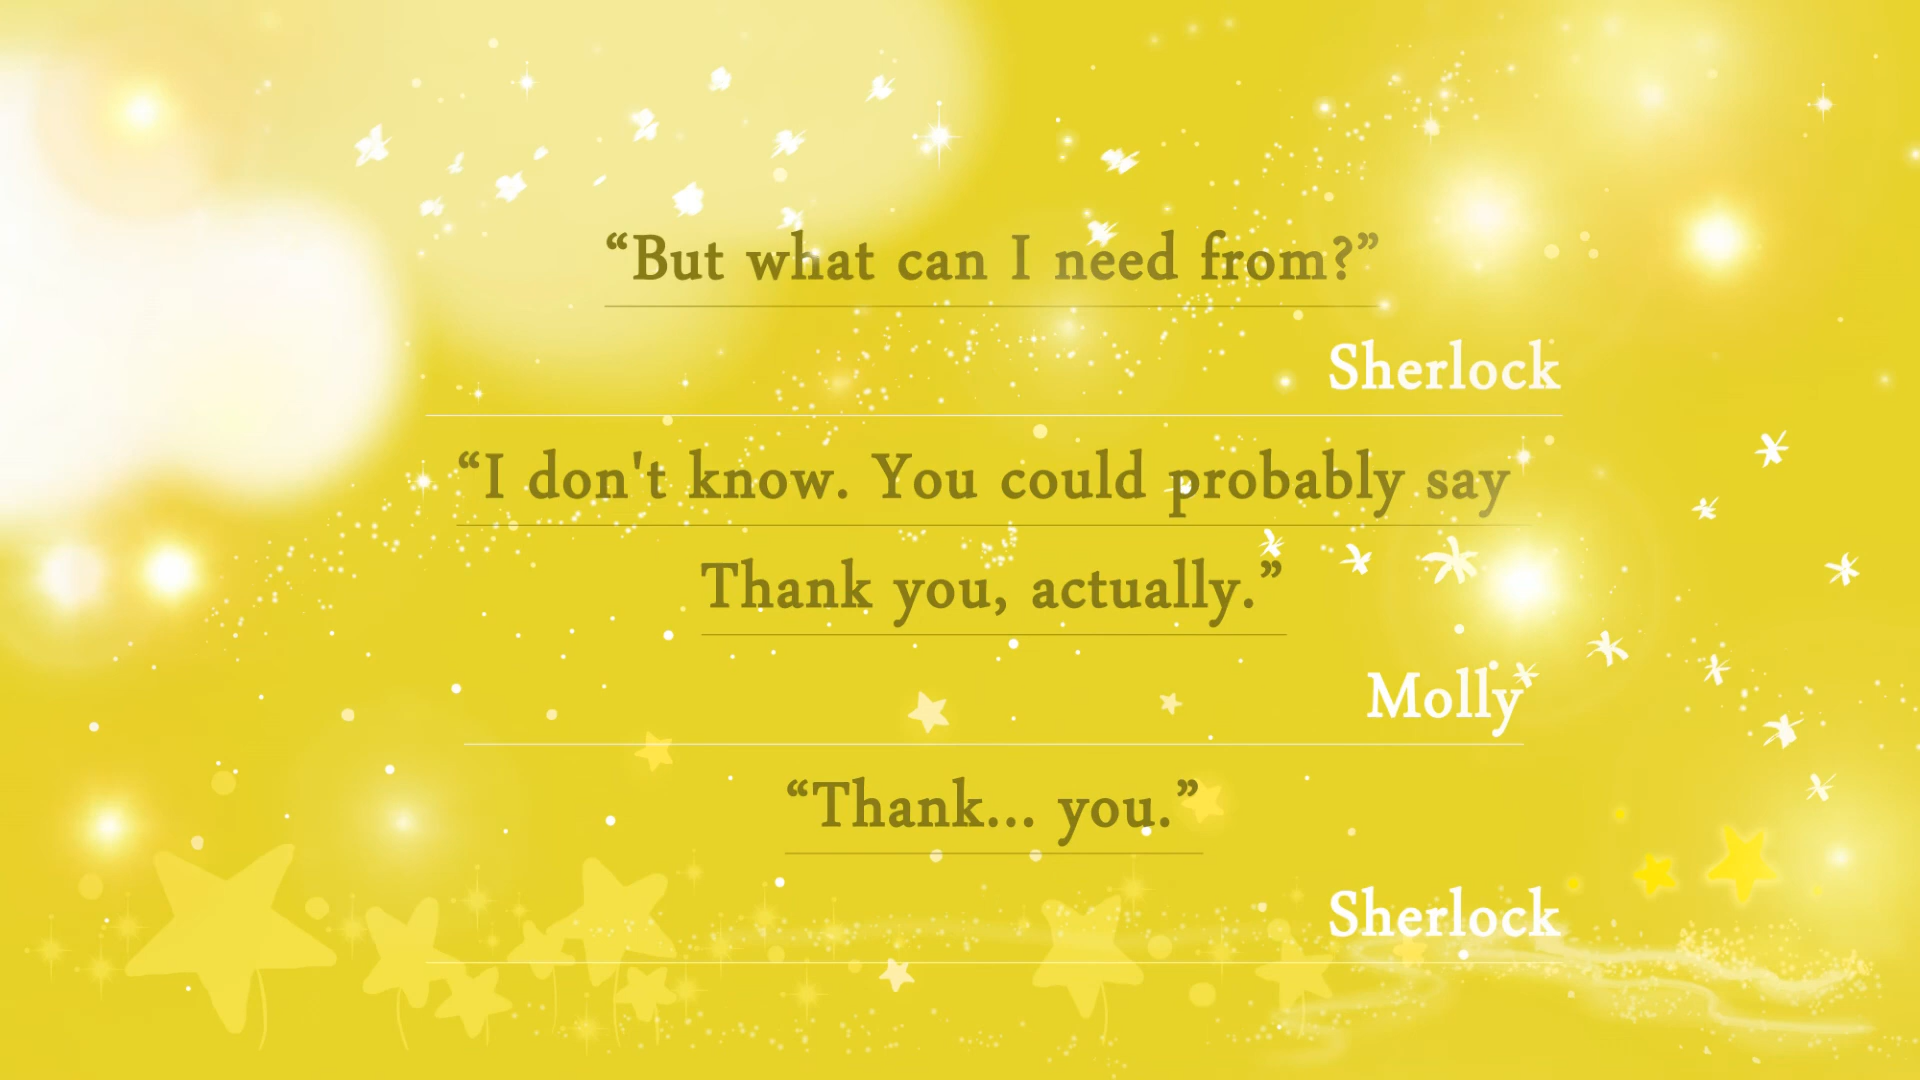 “But what can I need from?”
Sherlock
“I don't know. You could probably say
Thank you, actually.”
Molly
“Thank... you.”
Sherlock